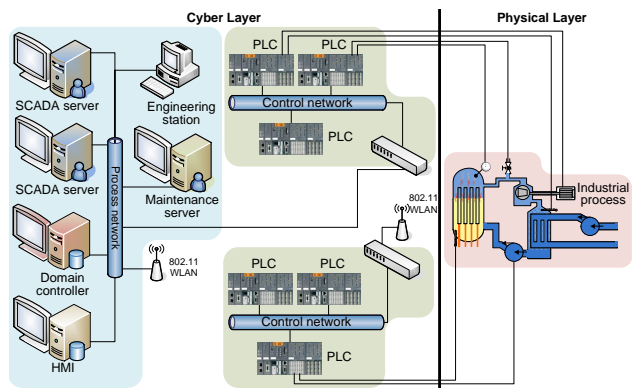 Cyber Layer
Physical Layer
SCADA server
Engineering
station
SCADA server
Maintenance
server
Process network
Domain
controller
HMI
802.11
WLAN
PLC
PLC
Control network
PLC
802.11
WLAN
PLC
PLC
Control network
PLC
Industrial
process